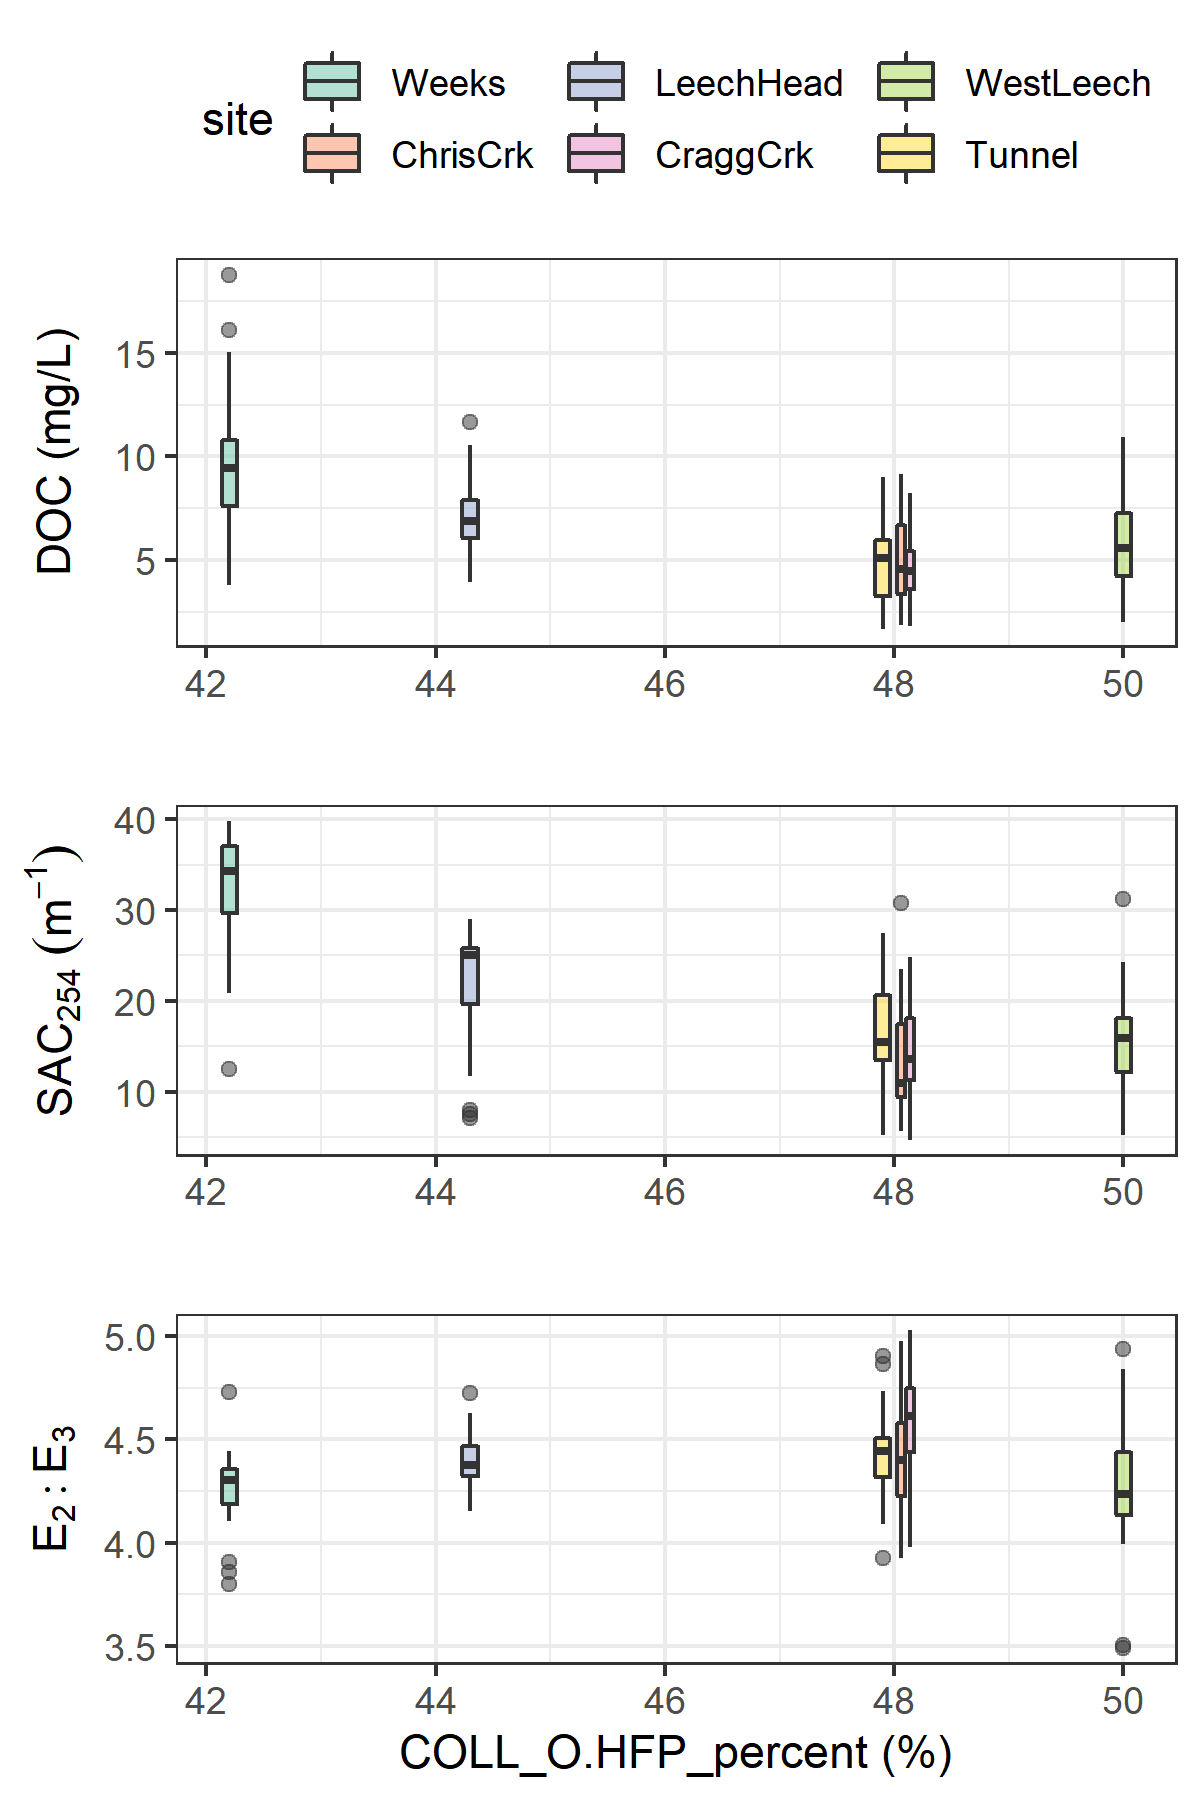 site
Weeks LeechHead WestLeech
ChrisCrk CraggCrk Tunnel
DOC (mg/L)
15
10
5
42 44 46 48 50
SAC₂₅₄ (m⁻¹)
40
30
20
10
42 44 46 48 50
E₂ : E₃
5.0
4.5
4.0
3.5
42 44 46 48 50
COLL_O.HFP_percent (%)